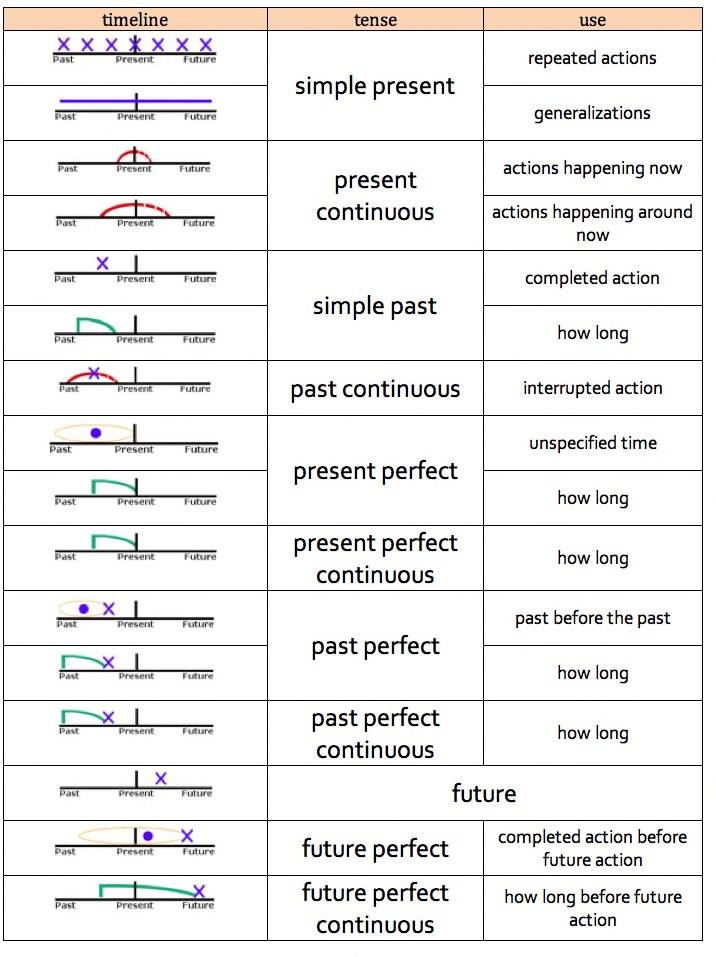 timeline tense use
Past Present Future
simple present
repeated actions
Past Present Future
generalizations
Past Present Future
present
continuous
actions happening now
Past Present Future
actions happening around
now
Past Present Future
simple past
completed action
Past Present Future
how long
Past Present Future
past continuous
interrupted action
Past Present Future
present perfect
unspecified time
Past Present Future
how long
Past Present Future
present perfect
continuous
how long
Past Present Future
past perfect
past before the past
Past Present Future
how long
Past Present Future
past perfect
continuous
how long
Past Present Future
future
Past Present Future
future perfect
completed action before
future action
Past Present Future
future perfect
continuous
how long before future
action